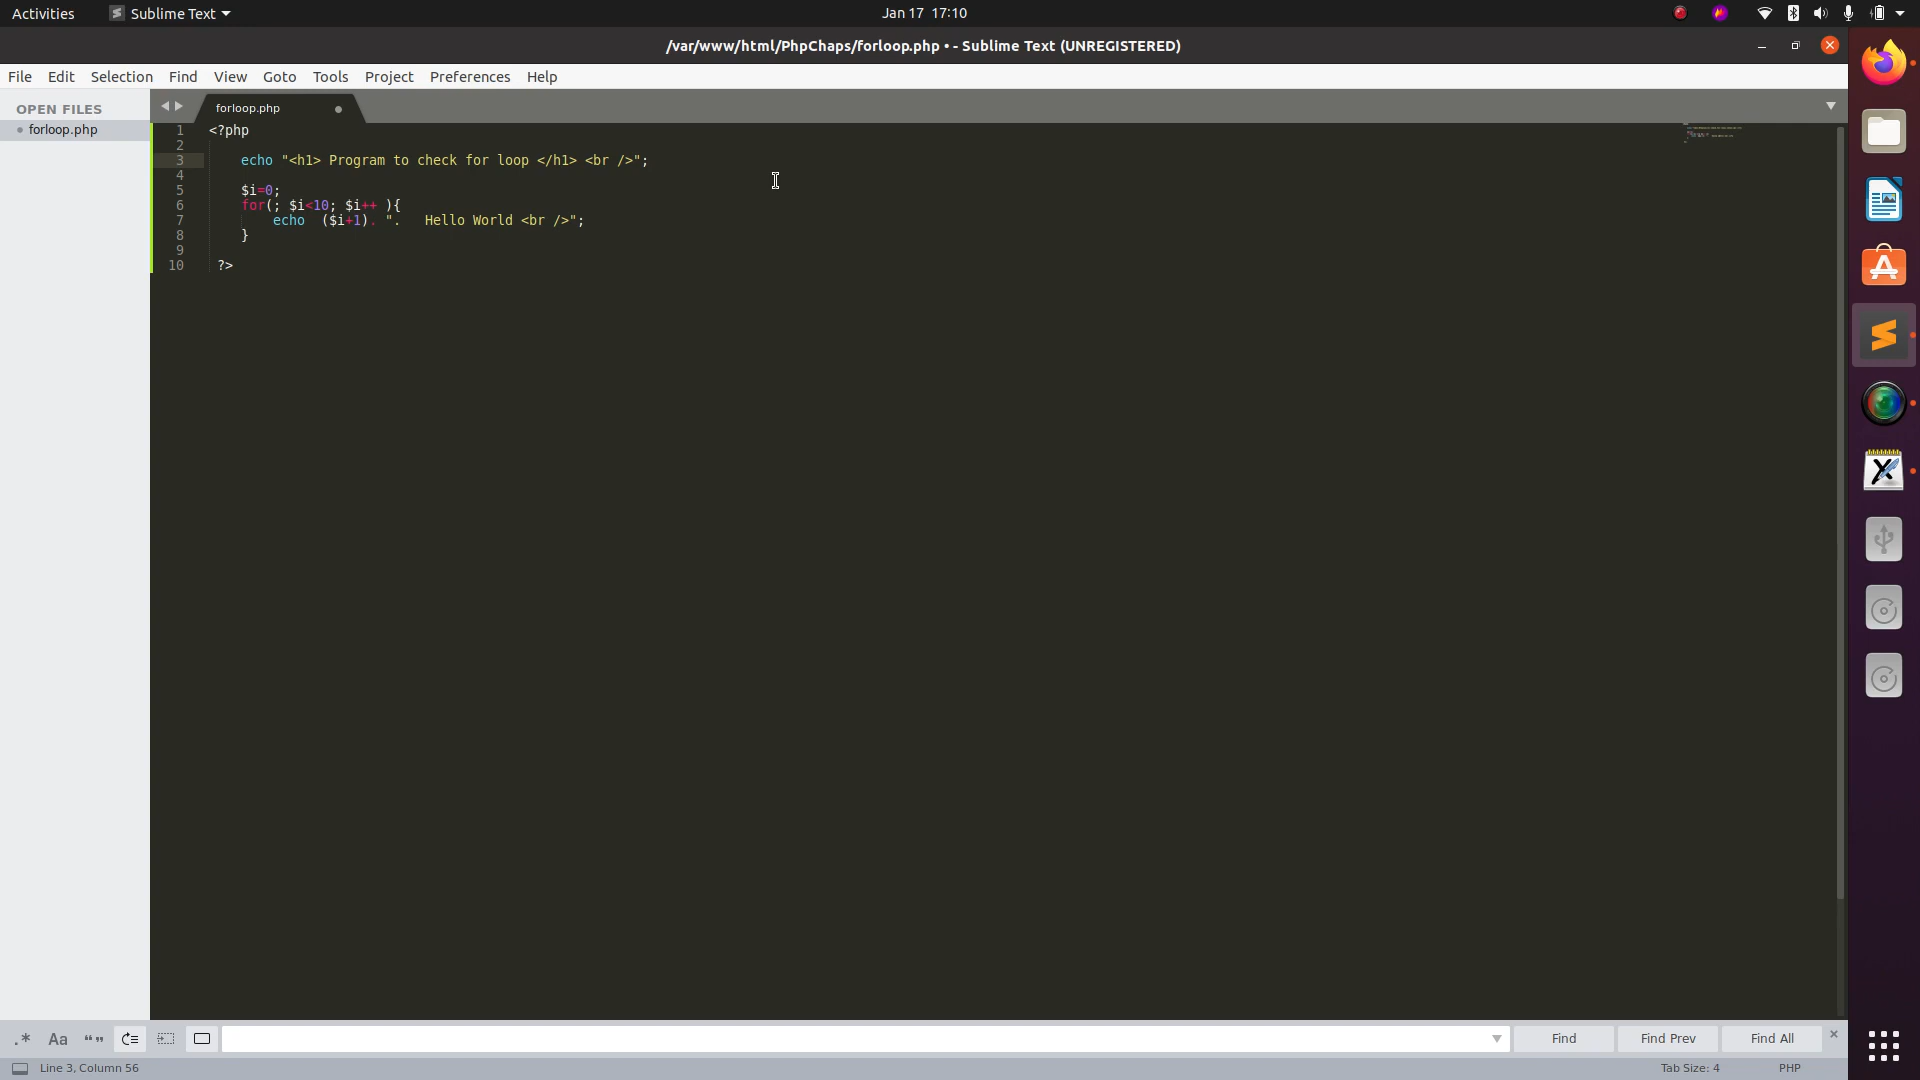 Activities Sublime Text Jan 17 17:10
/var/www/html/PhpChaps/forloop.php • - Sublime Text (UNREGISTERED)
File Edit Selection Find View Goto Tools Project Preferences Help
OPEN FILES
forloop.php
forloop.php
1 <?php
2
3 echo "<h1> Program to check for loop </h1> <br />";
4
5 $i=0;
6 for(; $i<10; $i++ ){
7 echo  ($i+1). ".   Hello World <br />";
8 }
9
10 ?>
.* Aa “” Find Find Prev Find All
Line 3, Column 56 Tab Size: 4 PHP